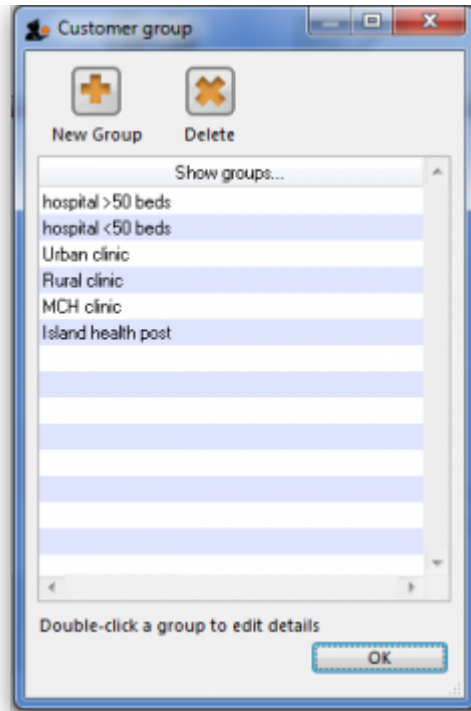 Customer group
New Group Delete
Show groups...
hospital >50 beds
hospital <50 beds
Urban clinic
Rural clinic
MCH clinic
Island health post
Double-click a group to edit details
OK